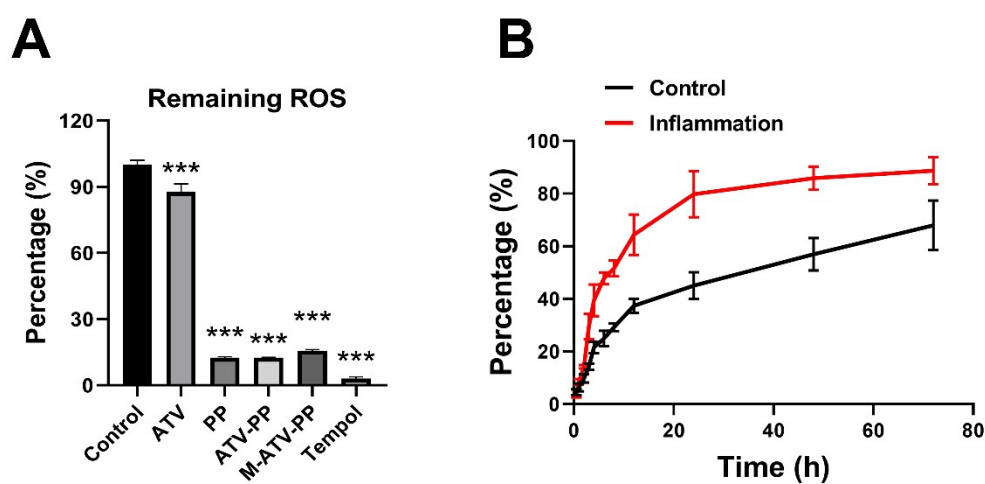 A
Remaining ROS
Percentage (%)
120
90
60
30
0
***
***
***
***
***
Control
ATV
PP
ATV-PP
M-ATV-PP
Tempol
B
Control
Inflammation
Percentage (%)
100
80
60
40
20
0
0
20
40
60
80
Time (h)